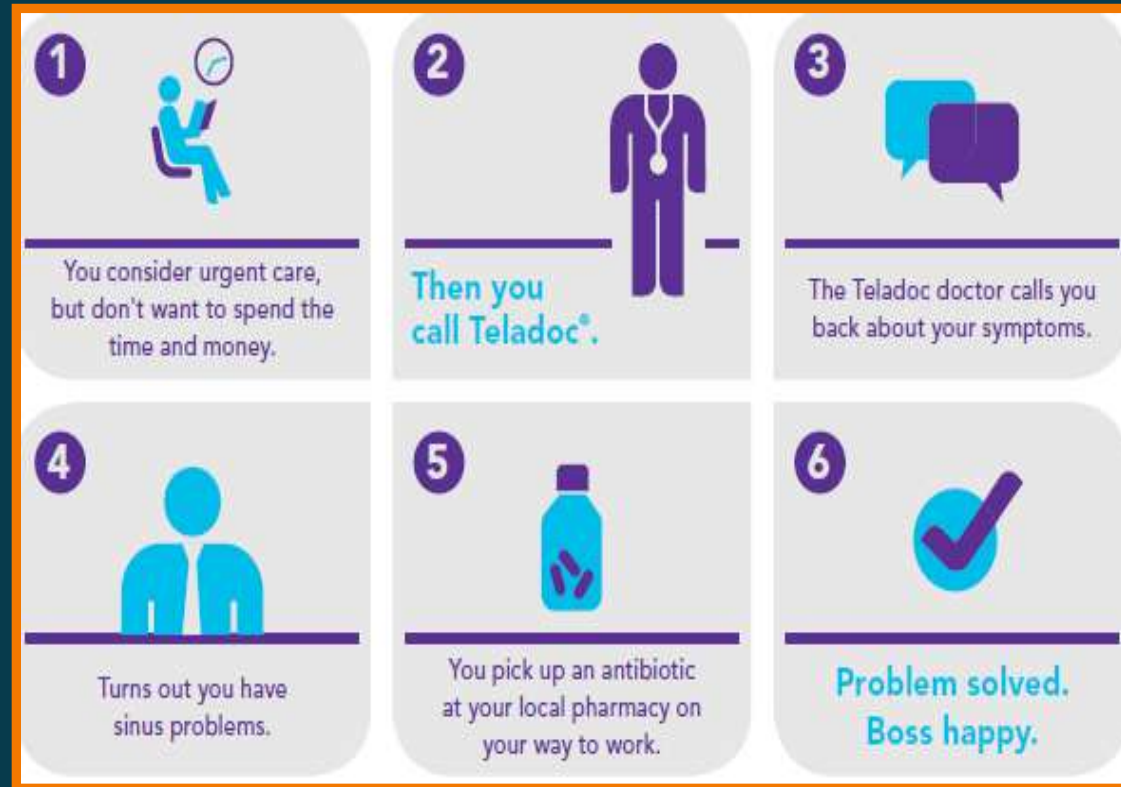 1
You consider urgent care,
but don't want to spend the
time and money.
2
Then you
call Teladoc®.
3
The Teladoc doctor calls you
back about your symptoms.
4
Turns out you have
sinus problems.
5
You pick up an antibiotic
at your local pharmacy on
your way to work.
6
Problem solved.
Boss happy.